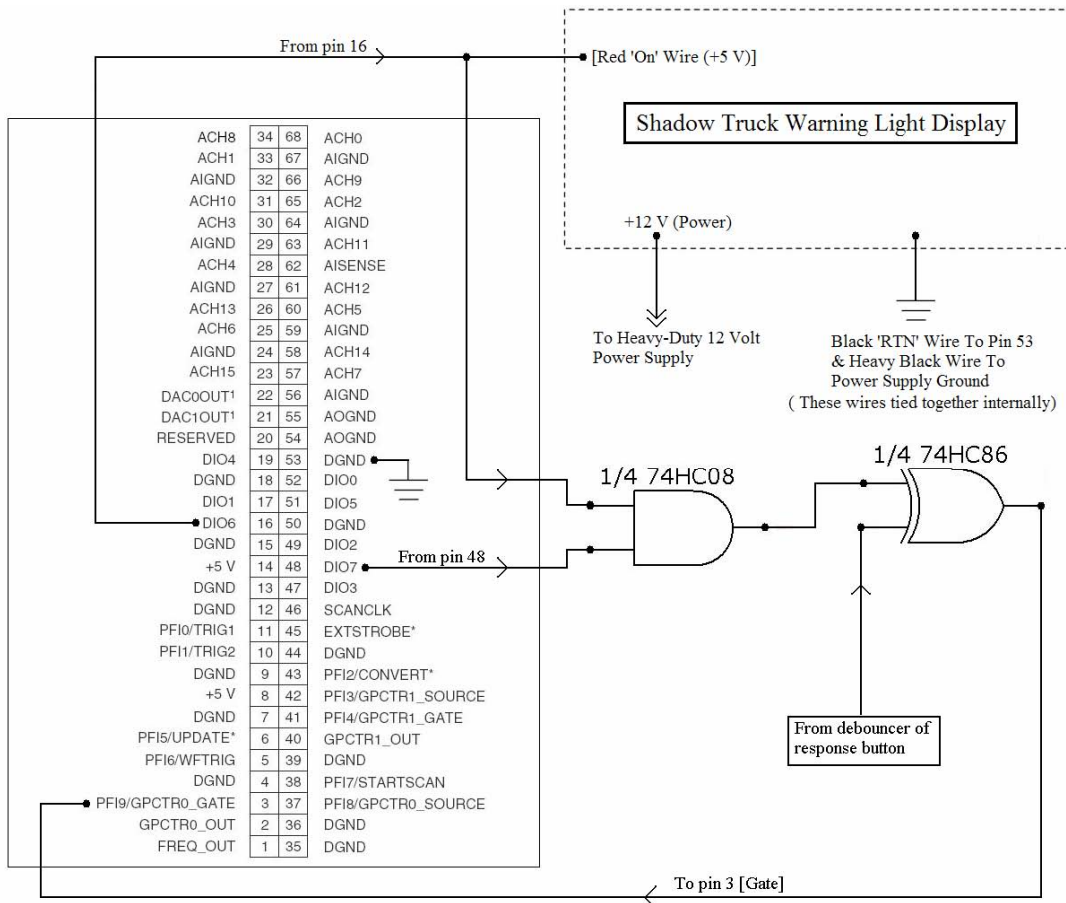 From pin 16
[Red 'On' Wire (+5 V)]
Shadow Truck Warning Light Display
+12 V (Power)
To Heavy-Duty 12 Volt
Power Supply
Black 'RTN' Wire To Pin 53
& Heavy Black Wire To
Power Supply Ground
( These wires tied together internally)
ACH8 34 68 ACH0
ACH1 33 67 AIGND
AIGND 32 66 ACH9
ACH10 31 65 ACH2
ACH3 30 64 AIGND
AIGND 29 63 ACH11
ACH4 28 62 AISENSE
AIGND 27 61 ACH12
ACH13 26 60 ACH5
ACH6 25 59 AIGND
AIGND 24 58 ACH14
ACH15 23 57 ACH7
DAC0OUT¹ 22 56 AIGND
DAC1OUT¹ 21 55 AOGND
RESERVED 20 54 AOGND
DIO4 19 53 DGND
DGND 18 52 DIO0
DIO1 17 51 DIO5
DIO6 16 50 DGND
DGND 15 49 DIO2
+5 V 14 48 DIO7
DGND 13 47 DIO3
DGND 12 46 SCANCLK
PFI0/TRIG1 11 45 EXTSTROBE*
PFI1/TRIG2 10 44 DGND
DGND 9 43 PFI2/CONVERT*
+5 V 8 42 PFI3/GPCTR1_SOURCE
DGND 7 41 PFI4/GPCTR1_GATE
PFI5/UPDATE* 6 40 GPCTR1_OUT
PFI6/WFTRIG 5 39 DGND
DGND 4 38 PFI7/STARTSCAN
PFI9/GPCTR0_GATE 3 37 PFI8/GPCTR0_SOURCE
GPCTR0_OUT 2 36 DGND
FREQ_OUT 1 35 DGND
1/4 74HC08
1/4 74HC86
From pin 48
From debouncer of
response button
To pin 3 [Gate]